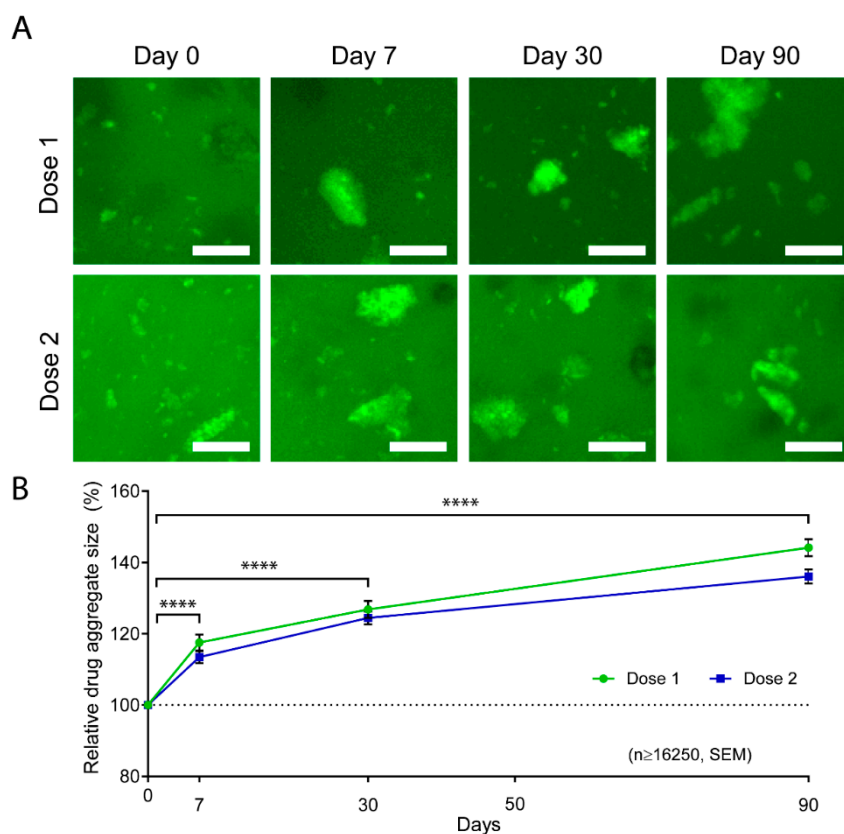 A
Day 0 Day 7 Day 30 Day 90
Dose 1
Dose 2
B
Relative drug aggregate size (%)
160
140
120
100
80
****
****
****
Dose 1 Dose 2
(n≥16250, SEM)
0 7 30 50 90
Days